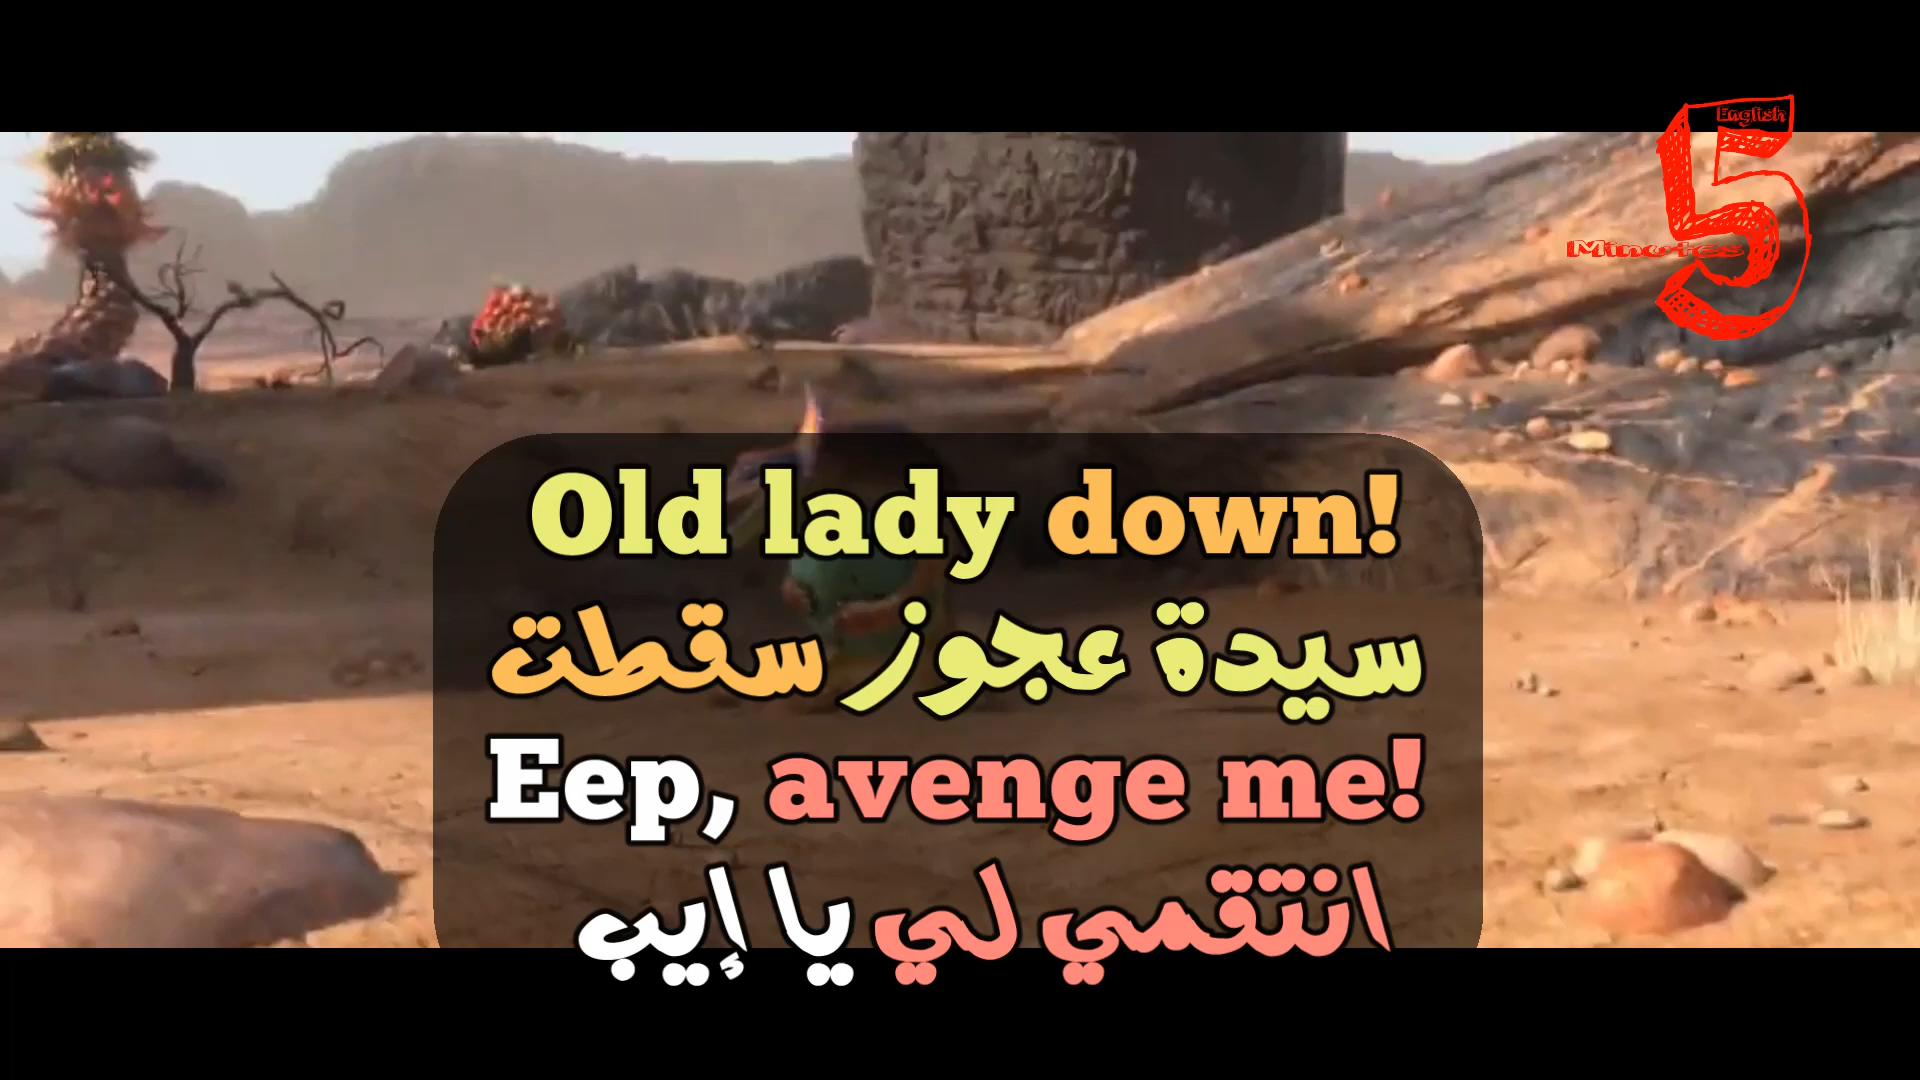 English
5
Minutes
Old lady down!
سيدة عجوز سقطت
Eep, avenge me!
انتقمي لي يا إيب